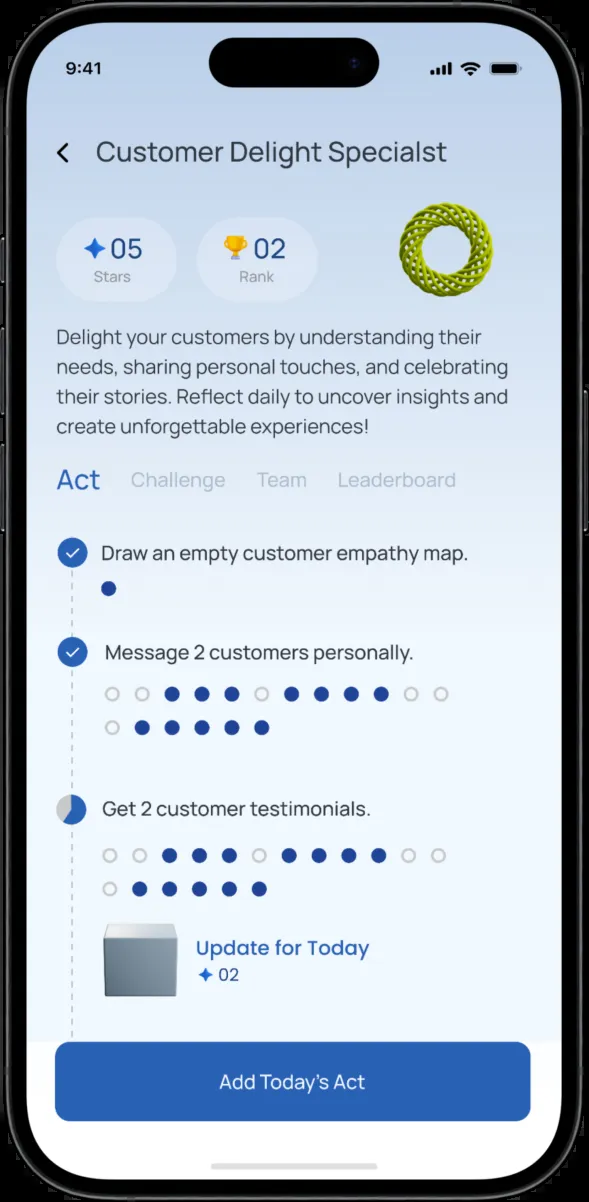 9:41
Customer Delight Specialst
05
Stars
02
Rank
Delight your customers by understanding their
needs, sharing personal touches, and celebrating
their stories. Reflect daily to uncover insights and
create unforgettable experiences!
Act Challenge Team Leaderboard
Draw an empty customer empathy map.
Message 2 customers personally.
Get 2 customer testimonials.
Update for Today
02
Add Today's Act